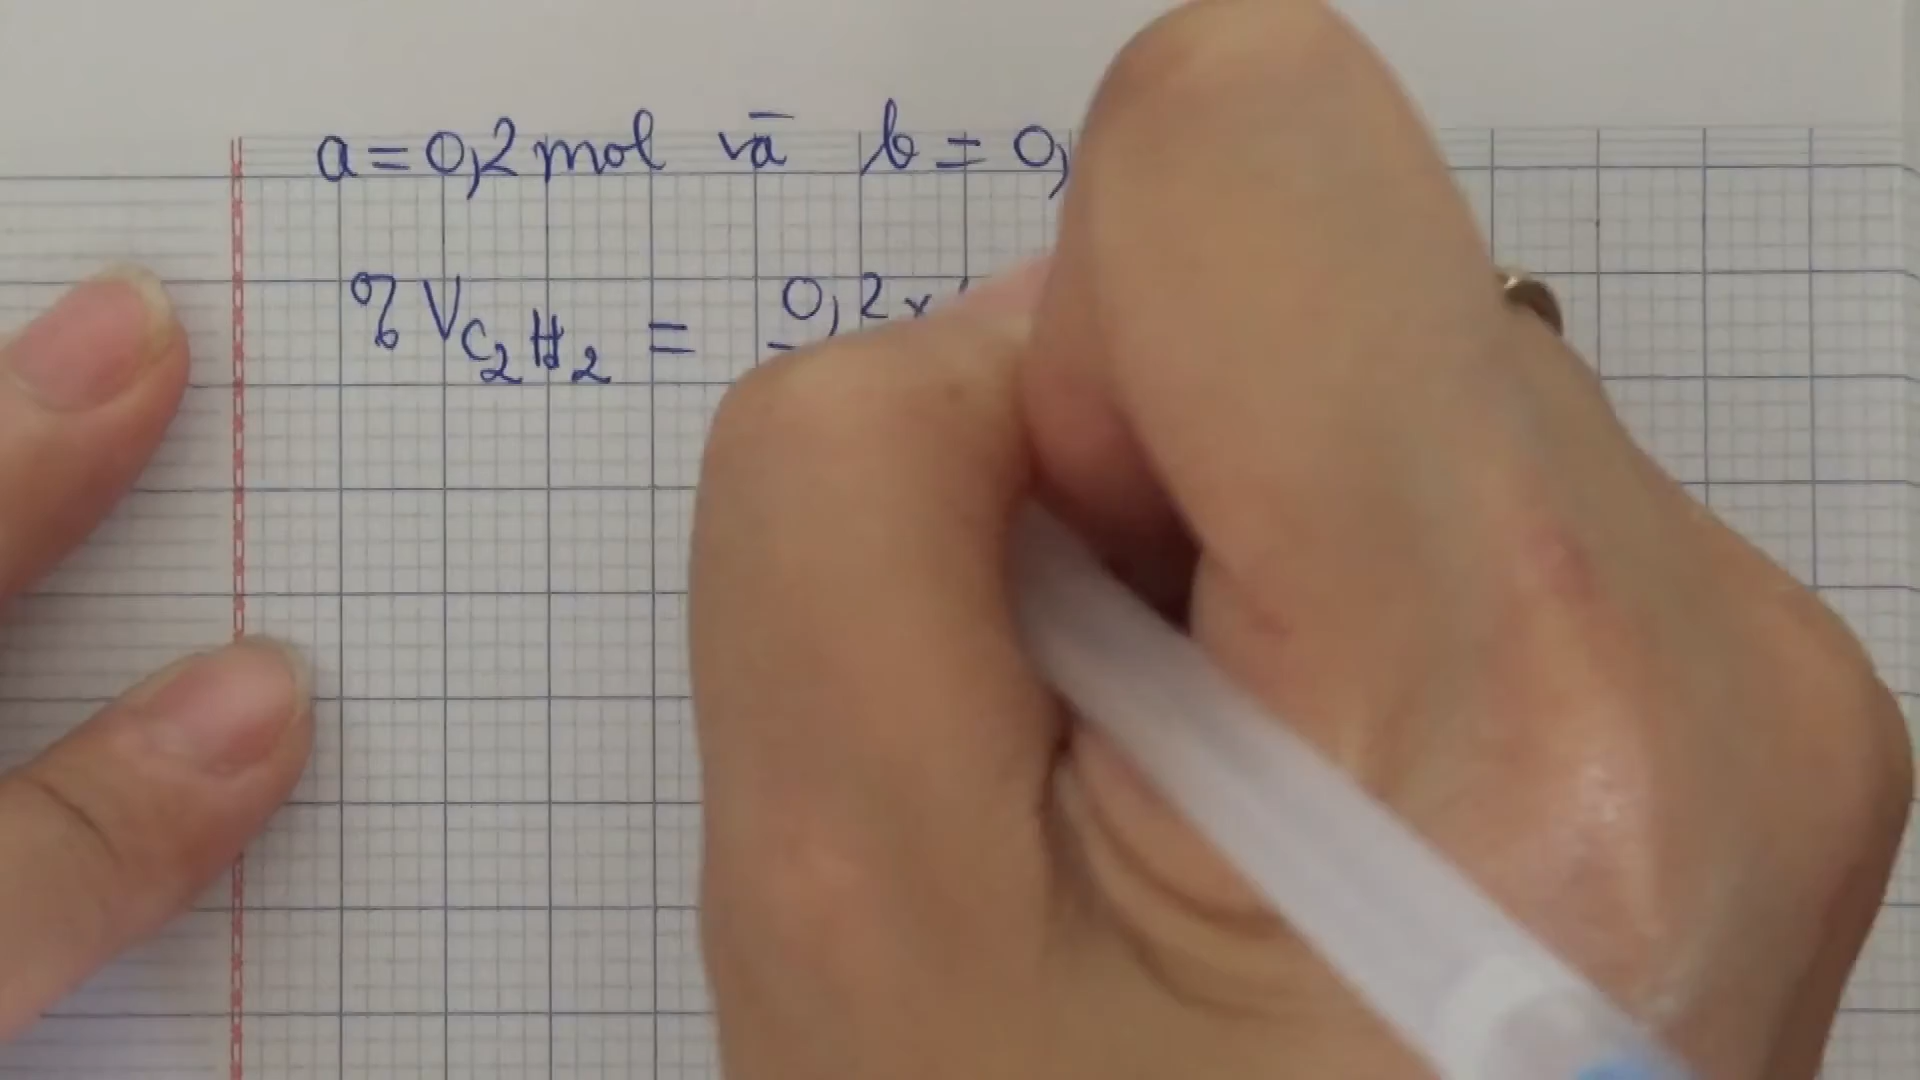 a = 0,2 mol và b = 0,
% V C₂H₂ = 0,2 x